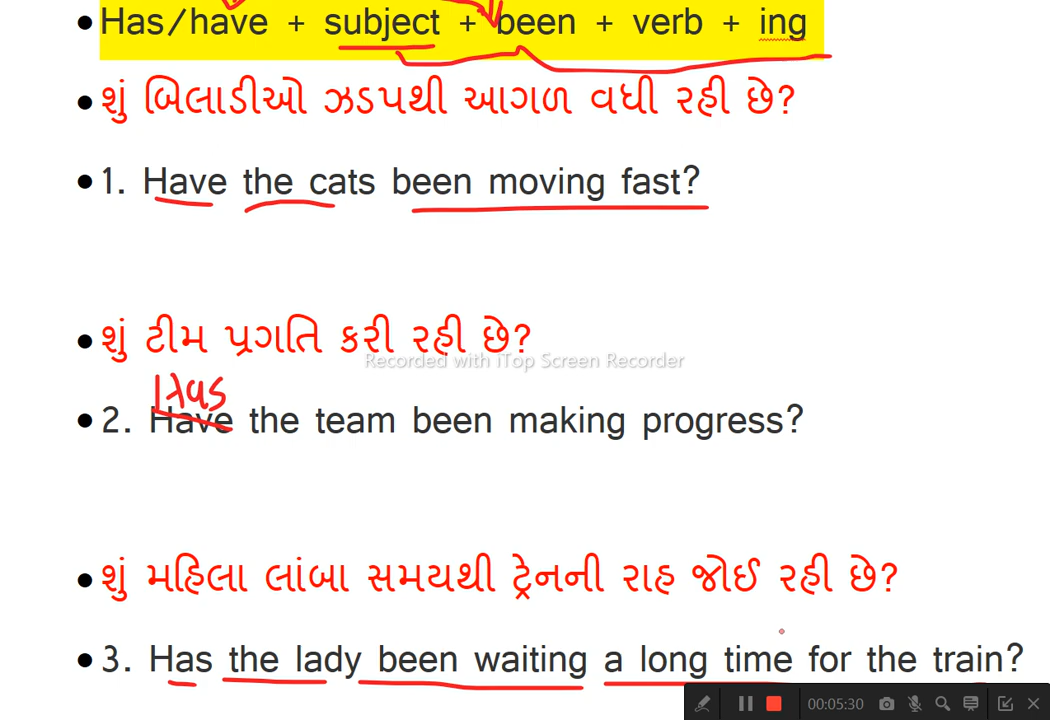 •Has/have + subject + been + verb + ing
•શું બિલાડીઓ ઝડપથી આગળ વધી રહી છે?
•1. Have the cats been moving fast?
•શું ટીમ પ્રગતિ કરી રહી છે?
Recorded with iTop Screen Recorder
Has
•2. Have the team been making progress?
•શું મહિલા લાંબા સમયથી ટ્રેનની રાહ જોઈ રહી છે?
•3. Has the lady been waiting a long time for the train?
00:05:30